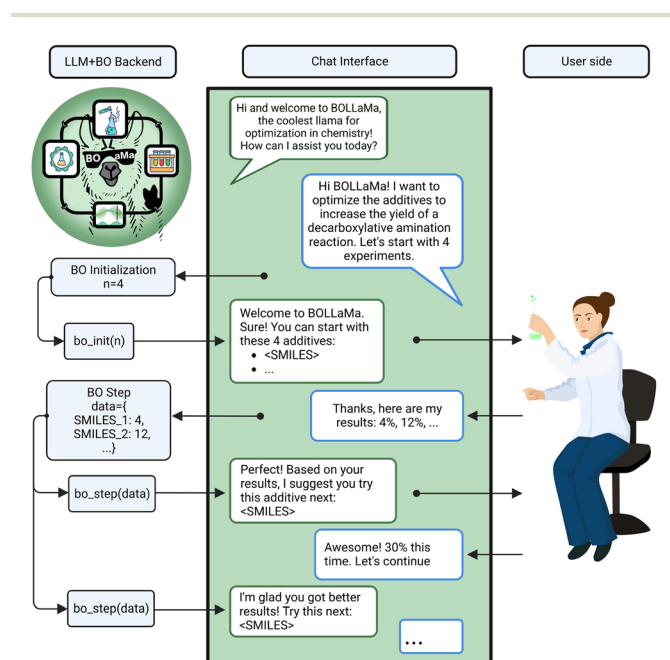 LLM+BO Backend
Chat Interface
User side
BO aMa
Hi and welcome to BOLLaMa,
the coolest llama for
optimization in chemistry!
How can I assist you today?
Hi BOLLaMa! I want to
optimize the additives to
increase the yield of a
decarboxylative amination
reaction. Let's start with 4
experiments.
BO Initialization
n=4
bo_init(n)
Welcome to BOLLaMa.
Sure! You can start with
these 4 additives:
• <SMILES>
• ...
BO Step
data={
SMILES_1: 4,
SMILES_2: 12,
...}
Thanks, here are my
results: 4%, 12%, ...
bo_step(data)
Perfect! Based on your
results, I suggest you try
this additive next:
<SMILES>
Awesome! 30% this
time. Let's continue
bo_step(data)
I'm glad you got better
results! Try this next:
<SMILES>
...